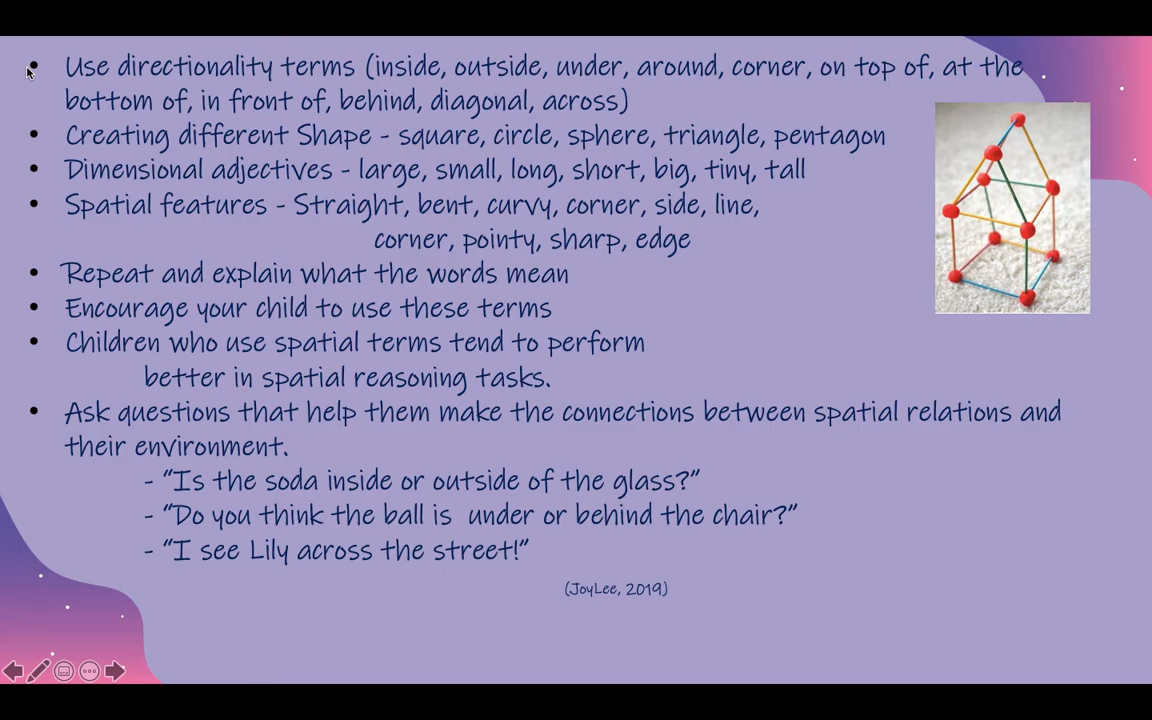 • Use directionality terms (inside, outside, under, around, corner, on top of, at the
bottom of, in front of, behind, diagonal, across)
• Creating different Shape - square, circle, sphere, triangle, pentagon
• Dimensional adjectives - large, small, long, short, big, tiny, tall
• Spatial features - Straight, bent, curvy, corner, side, line,
corner, pointy, sharp, edge
• Repeat and explain what the words mean
• Encourage your child to use these terms
• Children who use spatial terms tend to perform
better in spatial reasoning tasks.
• Ask questions that help them make the connections between spatial relations and
their environment.
- “Is the soda inside or outside of the glass?”
- “Do you think the ball is under or behind the chair?”
- “I see Lily across the street!”
(JoyLee, 2019)